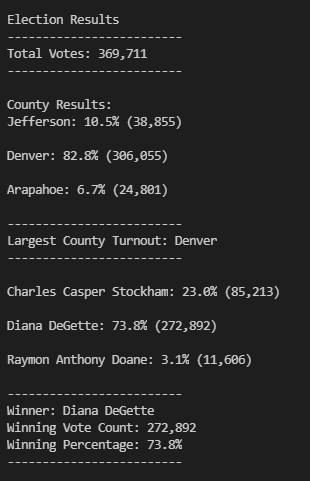 Election Results
-------------------------
Total Votes: 369,711
-------------------------
County Results:
Jefferson: 10.5% (38,855)
Denver: 82.8% (306,055)
Arapahoe: 6.7% (24,801)
-------------------------
Largest County Turnout: Denver
-------------------------
Charles Casper Stockham: 23.0% (85,213)
Diana DeGette: 73.8% (272,892)
Raymon Anthony Doane: 3.1% (11,606)
-------------------------
Winner: Diana DeGette
Winning Vote Count: 272,892
Winning Percentage: 73.8%
-------------------------